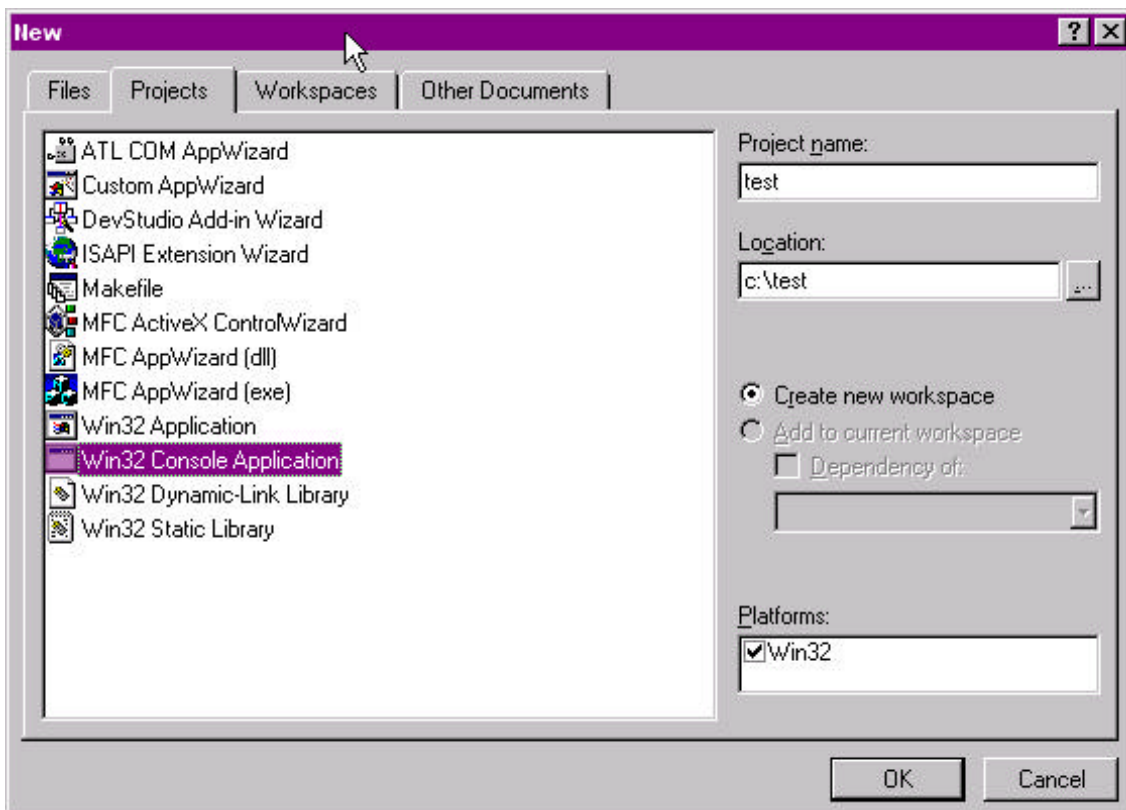 New
Files
Projects
Workspaces
Other Documents
ATL COM AppWizard
Custom AppWizard
DevStudio Add-in Wizard
ISAPI Extension Wizard
Makefile
MFC ActiveX ControlWizard
MFC AppWizard (dll)
MFC AppWizard (exe)
Win32 Application
Win32 Console Application
Win32 Dynamic-Link Library
Win32 Static Library
Project name:
test
Location:
c:\test
...
Create new workspace
Add to current workspace
Dependency of:
Platforms:
Win32
OK
Cancel